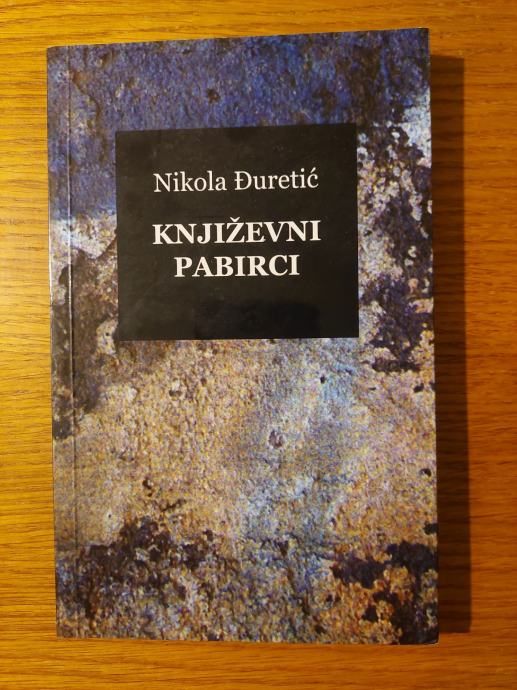 Nikola Đuretić
KNJIŽEVNI
PABIRCI